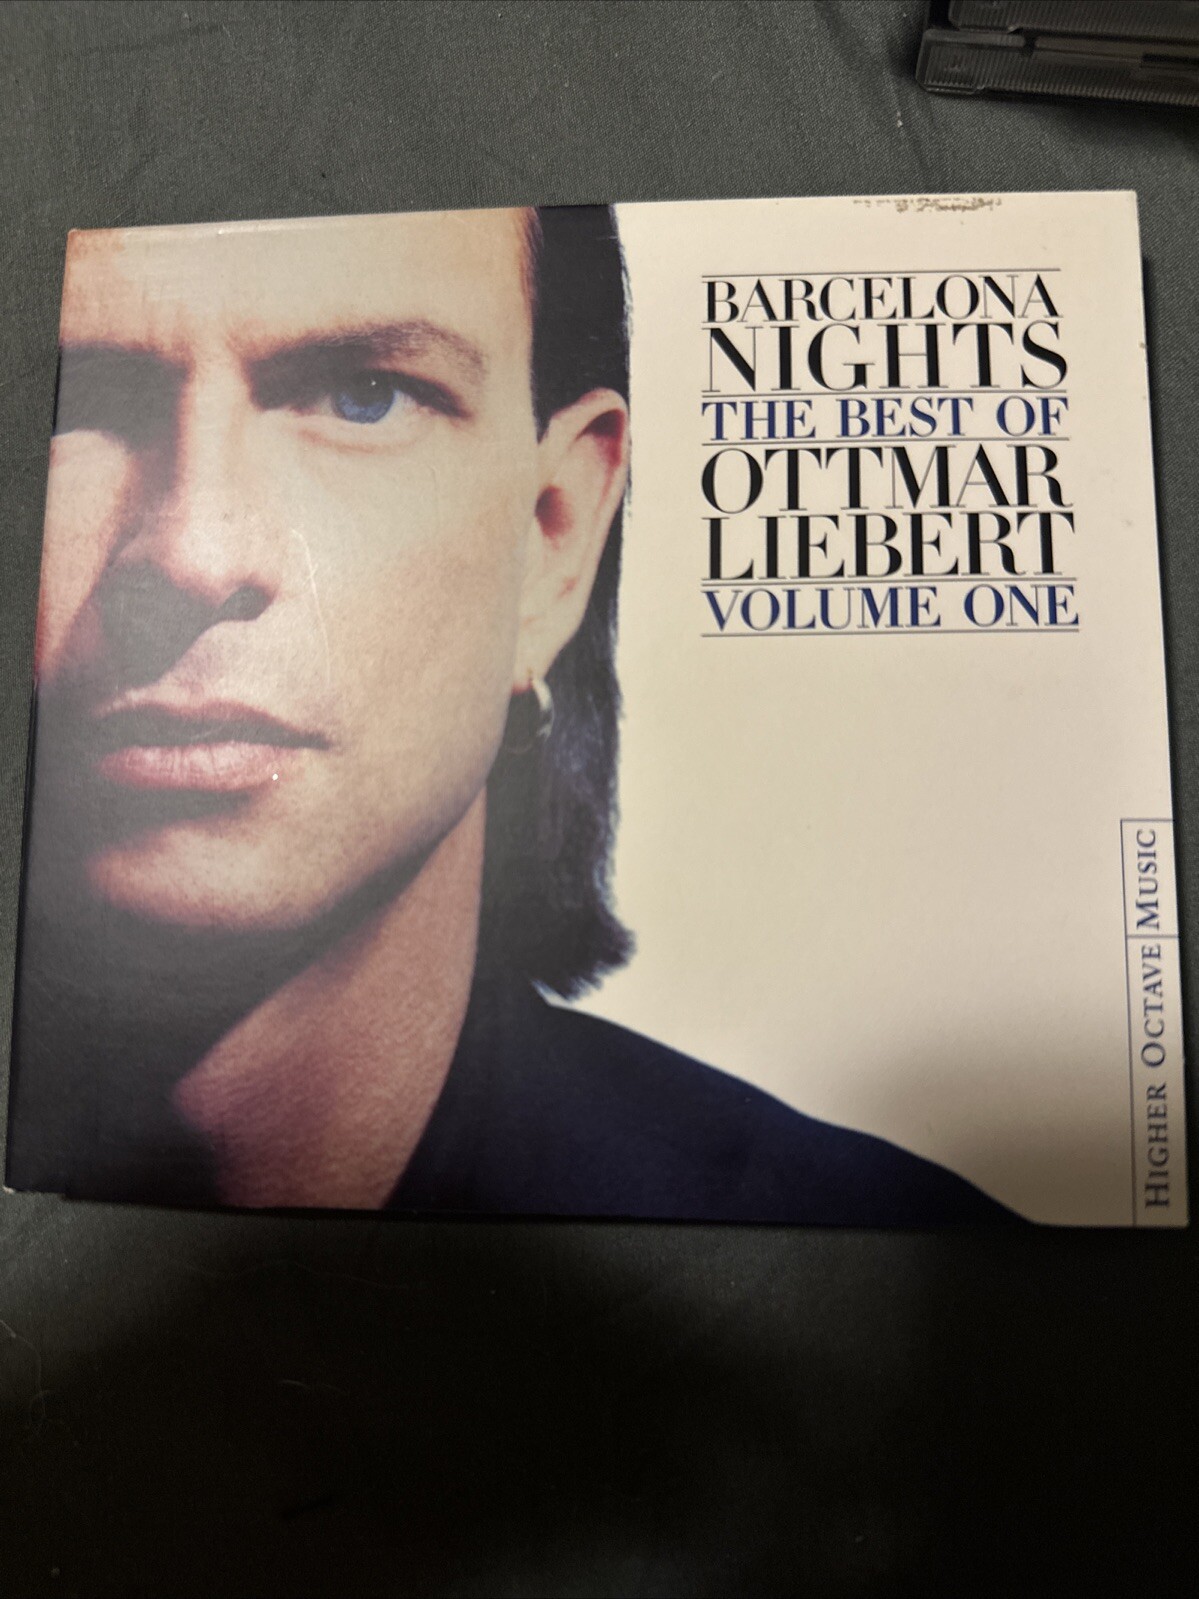 BARCELONA
NIGHTS
THE BEST OF
OTTMAR
LIEBERT
VOLUME ONE
HIGHER OCTAVE MUSIC